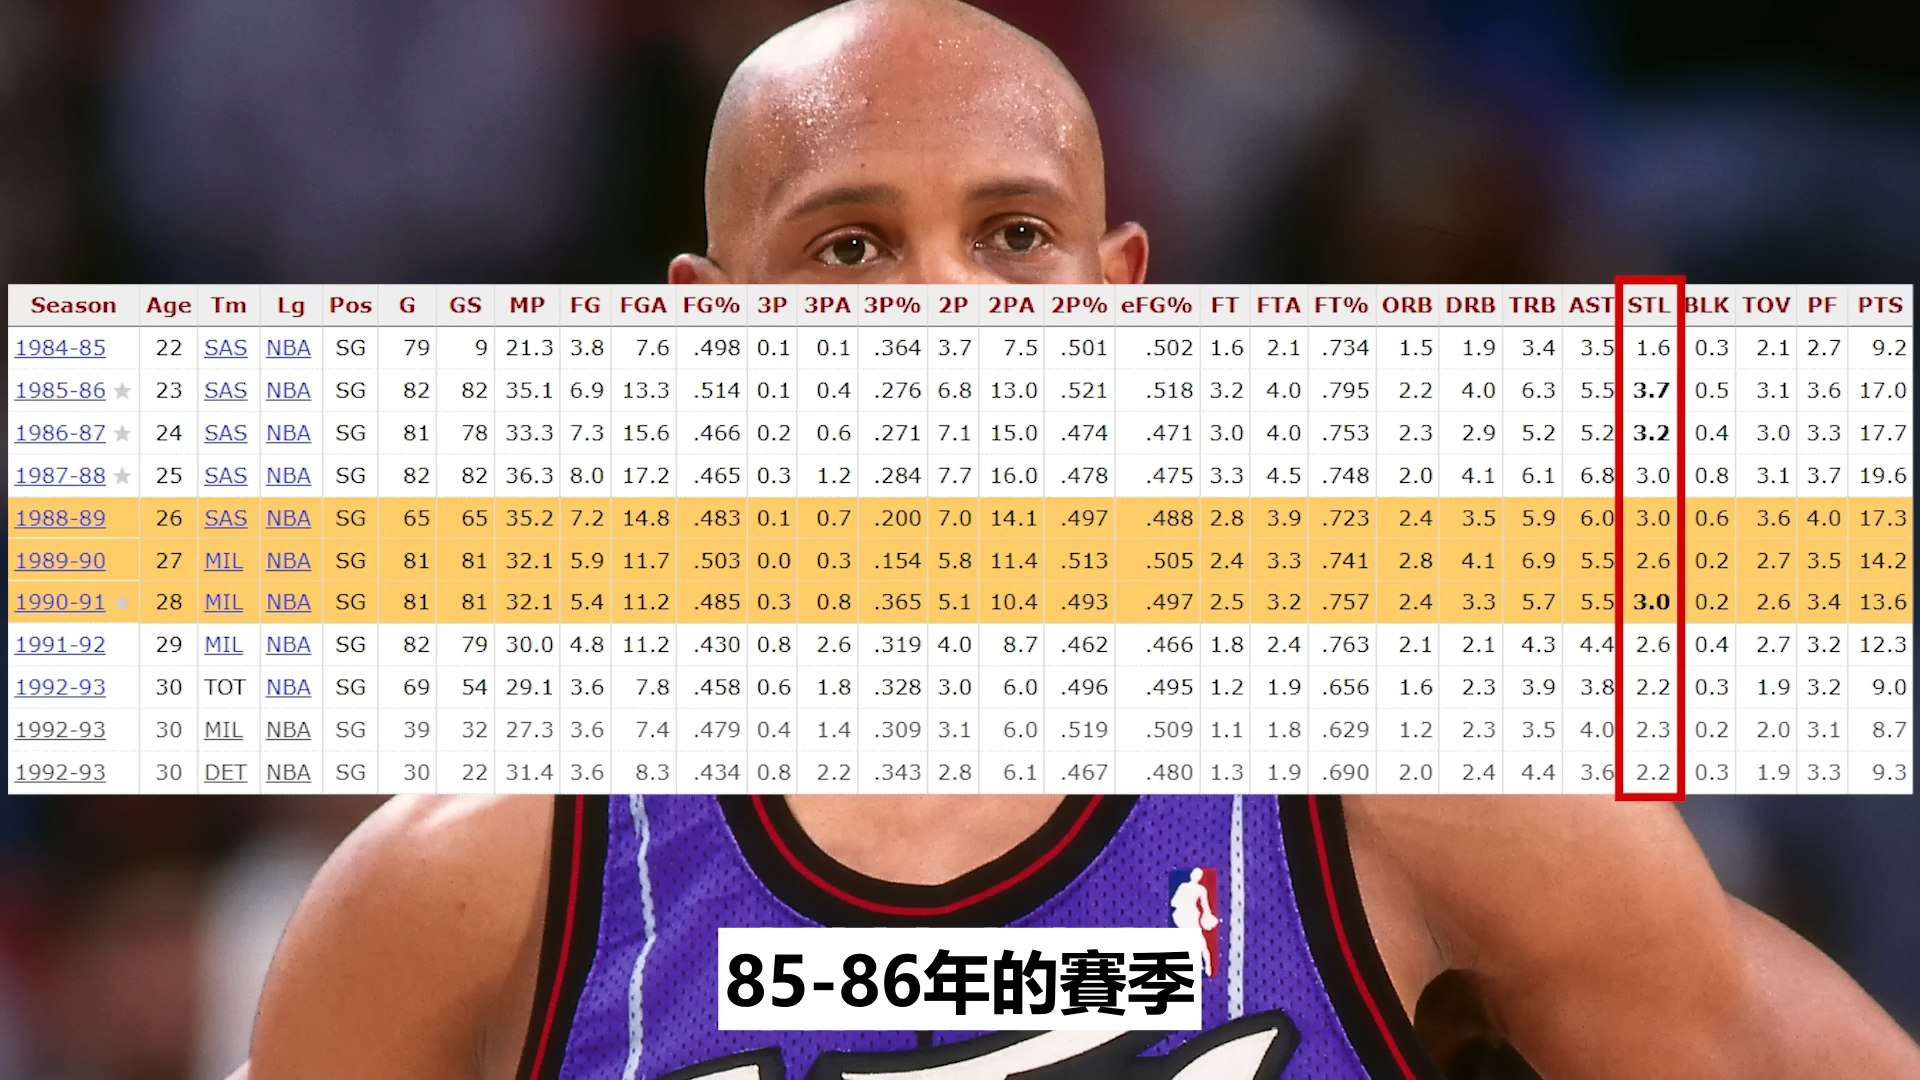 Season Age Tm Lg Pos G GS MP FG FGA FG% 3P 3PA 3P% 2P 2PA 2P% eFG% FT FTA FT% ORB DRB TRB AST STL BLK TOV PF PTS
1984-85 22 SAS NBA SG 79 9 21.3 3.8 7.6 .498 0.1 0.1 .364 3.7 7.5 .501 .502 1.6 2.1 .734 1.5 1.9 3.4 3.5 1.6 0.3 2.1 2.7 9.2
1985-86 ★ 23 SAS NBA SG 82 82 35.1 6.9 13.3 .514 0.1 0.4 .276 6.8 13.0 .521 .518 3.2 4.0 .795 2.2 4.0 6.3 5.5 3.7 0.5 3.1 3.6 17.0
1986-87 ★ 24 SAS NBA SG 81 78 33.3 7.3 15.6 .466 0.2 0.6 .271 7.1 15.0 .474 .471 3.0 4.0 .753 2.3 2.9 5.2 5.2 3.2 0.4 3.0 3.3 17.7
1987-88 ★ 25 SAS NBA SG 82 82 36.3 8.0 17.2 .465 0.3 1.2 .284 7.7 16.0 .478 .475 3.3 4.5 .748 2.0 4.1 6.1 6.8 3.0 0.8 3.1 3.7 19.6
1988-89 26 SAS NBA SG 65 65 35.2 7.2 14.8 .483 0.1 0.7 .200 7.0 14.1 .497 .488 2.8 3.9 .723 2.4 3.5 5.9 6.0 3.0 0.6 3.6 4.0 17.3
1989-90 27 MIL NBA SG 81 81 32.1 5.9 11.7 .503 0.0 0.3 .154 5.8 11.4 .513 .505 2.4 3.3 .741 2.8 4.1 6.9 5.5 2.6 0.2 2.7 3.5 14.2
1990-91 ★ 28 MIL NBA SG 81 81 32.1 5.4 11.2 .485 0.3 0.8 .365 5.1 10.4 .493 .497 2.5 3.2 .757 2.4 3.3 5.7 5.5 3.0 0.2 2.6 3.4 13.6
1991-92 29 MIL NBA SG 82 79 30.0 4.8 11.2 .430 0.8 2.6 .319 4.0 8.7 .462 .466 1.8 2.4 .763 2.1 2.1 4.3 4.4 2.6 0.4 2.7 3.2 12.3
1992-93 30 TOT NBA SG 69 54 29.1 3.6 7.8 .458 0.6 1.8 .328 3.0 6.0 .496 .495 1.2 1.9 .656 1.6 2.3 3.9 3.8 2.2 0.3 1.9 3.2 9.0
1992-93 30 MIL NBA SG 39 32 27.3 3.6 7.4 .479 0.4 1.4 .309 3.1 6.0 .519 .509 1.1 1.8 .629 1.2 2.3 3.5 4.0 2.3 0.2 2.0 3.1 8.7
1992-93 30 DET NBA SG 30 22 31.4 3.6 8.3 .434 0.8 2.2 .343 2.8 6.1 .467 .480 1.3 1.9 .690 2.0 2.4 4.4 3.6 2.2 0.3 1.9 3.3 9.3
85-86年的賽季